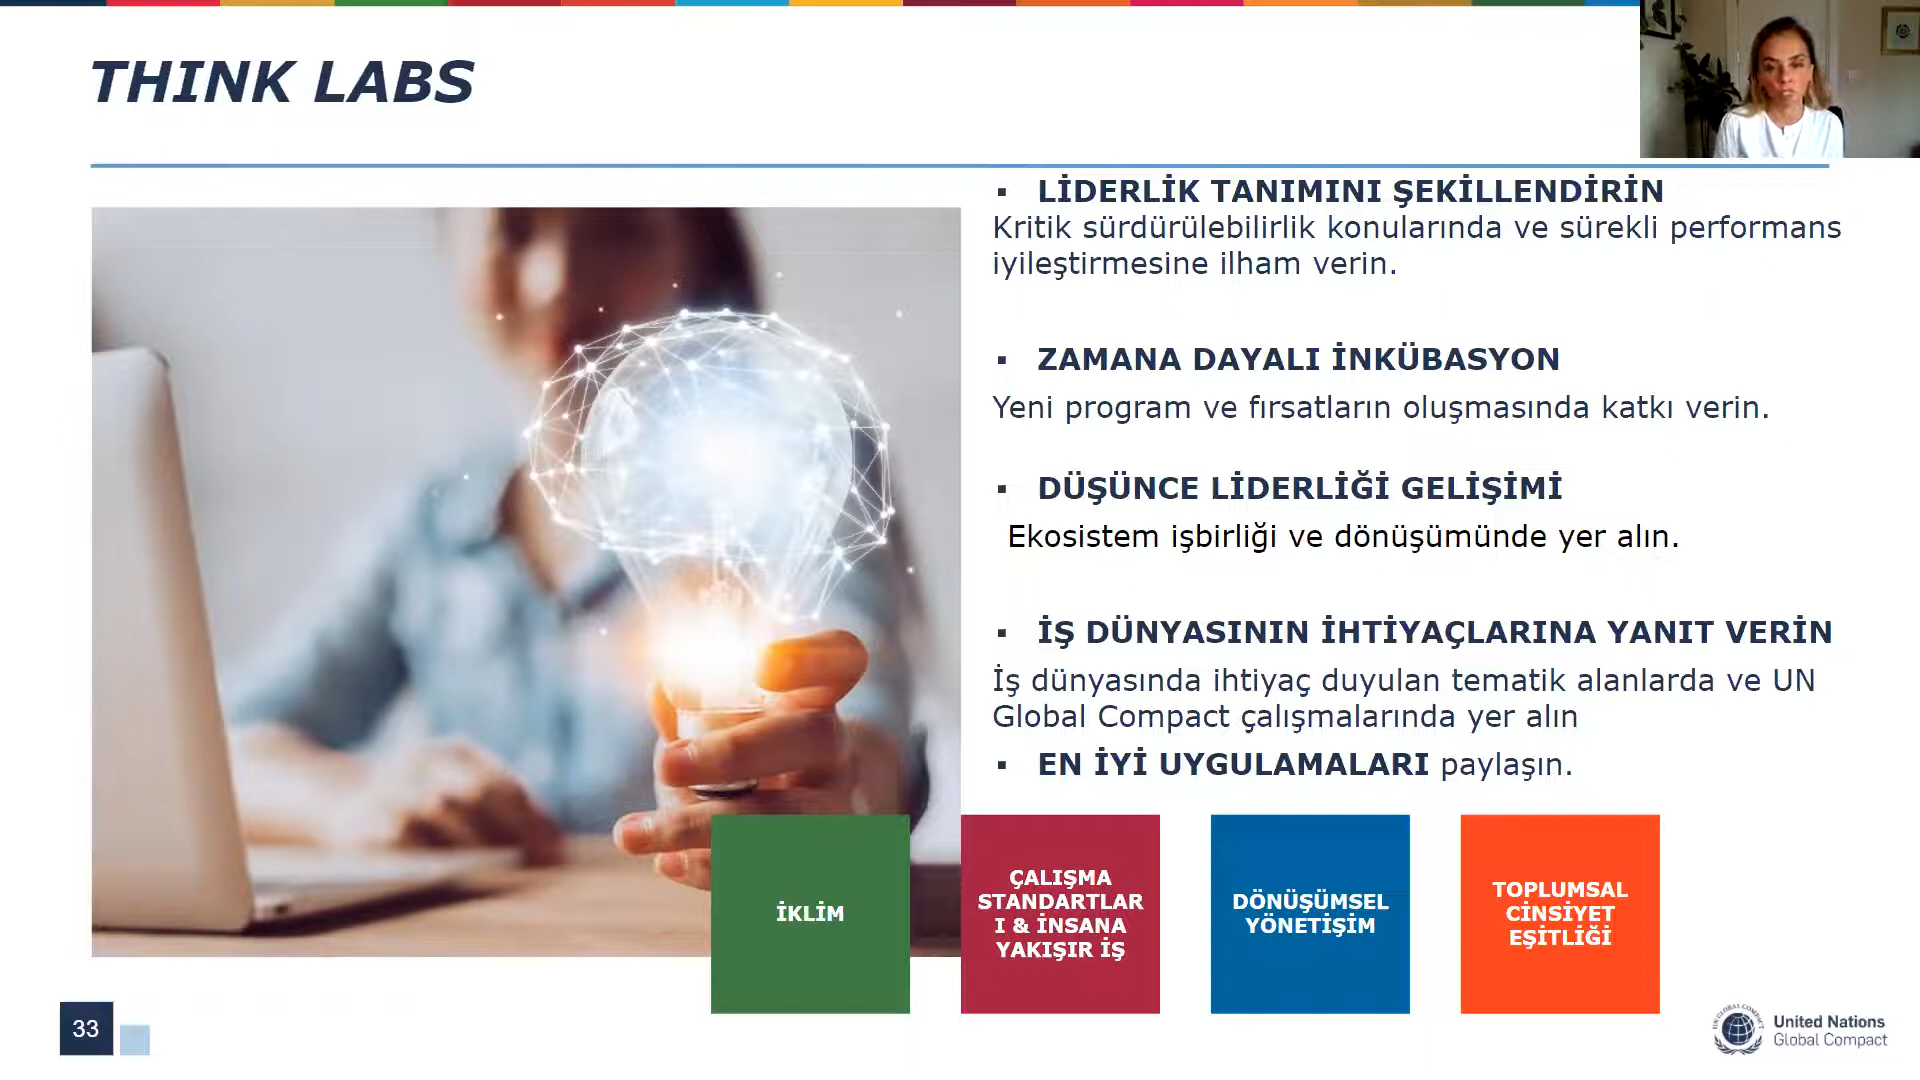 THINK LABS
▪ LİDERLİK TANIMINI ŞEKİLLENDİRİN
Kritik sürdürülebilirlik konularında ve sürekli performans
iyileştirmesine ilham verin.
▪ ZAMANA DAYALI İNKÜBASYON
Yeni program ve fırsatların oluşmasında katkı verin.
▪ DÜŞÜNCE LİDERLİĞİ GELİŞİMİ
Ekosistem işbirliği ve dönüşümünde yer alın.
▪ İŞ DÜNYASININ İHTİYAÇLARINA YANIT VERİN
İş dünyasında ihtiyaç duyulan tematik alanlarda ve UN
Global Compact çalışmalarında yer alın
▪ EN İYİ UYGULAMALARI paylaşın.
İKLİM
ÇALIŞMA
STANDARTLAR
I & İNSANA
YAKIŞIR İŞ
DÖNÜŞÜMSEL
YÖNETİŞİM
TOPLUMSAL
CİNSİYET
EŞİTLİĞİ
33
United Nations
Global Compact